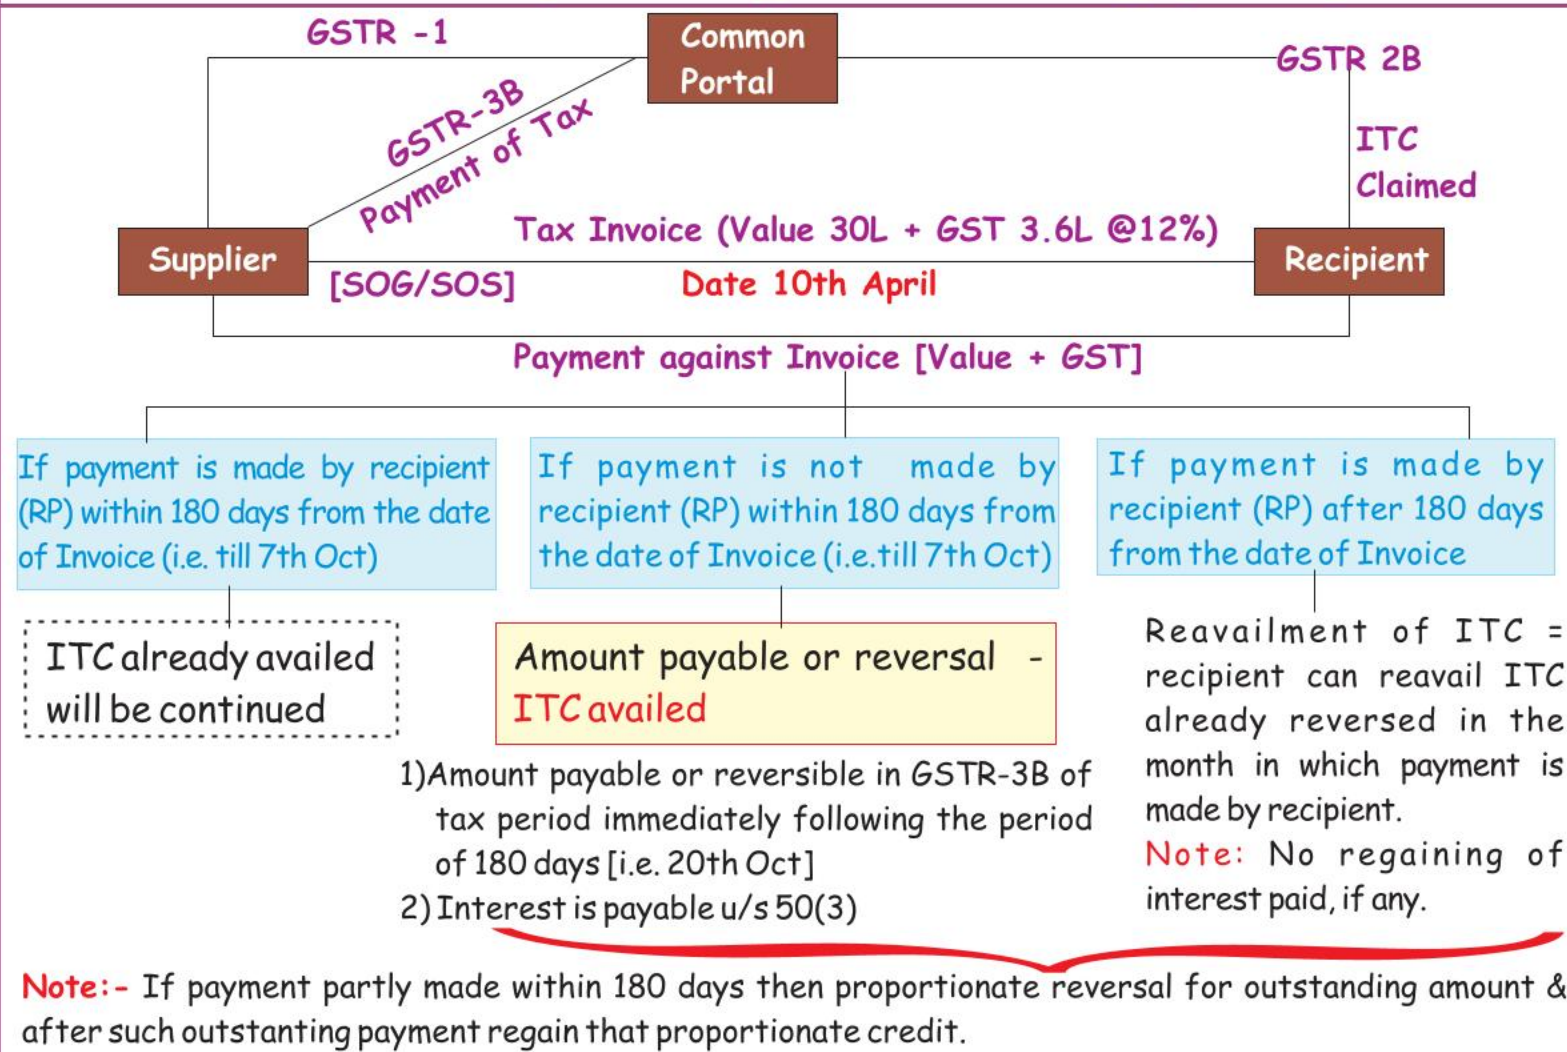 GSTR -1
Common
Portal
GSTR 2B
GSTR-3B
Payment of Tax
ITC
Claimed
Supplier
Tax Invoice (Value 30L + GST 3.6L @12%)
[SOG/SOS]
Date 10th April
Recipient
Payment against Invoice [Value + GST]
If payment is made by recipient
(RP) within 180 days from the date
of Invoice (i.e. till 7th Oct)
ITC already availed
will be continued
If payment is not made by
recipient (RP) within 180 days from
the date of Invoice (i.e.till 7th Oct)
Amount payable or reversal -
ITC availed
1)Amount payable or reversible in GSTR-3B of
tax period immediately following the period
of 180 days [i.e. 20th Oct]
2) Interest is payable u/s 50(3)
If payment is made by
recipient (RP) after 180 days
from the date of Invoice
Reavailment of ITC =
recipient can reavail ITC
already reversed in the
month in which payment is
made by recipient.
Note: No regaining of
interest paid, if any.
Note:- If payment partly made within 180 days then proportionate reversal for outstanding amount &
after such outstanting payment regain that proportionate credit.